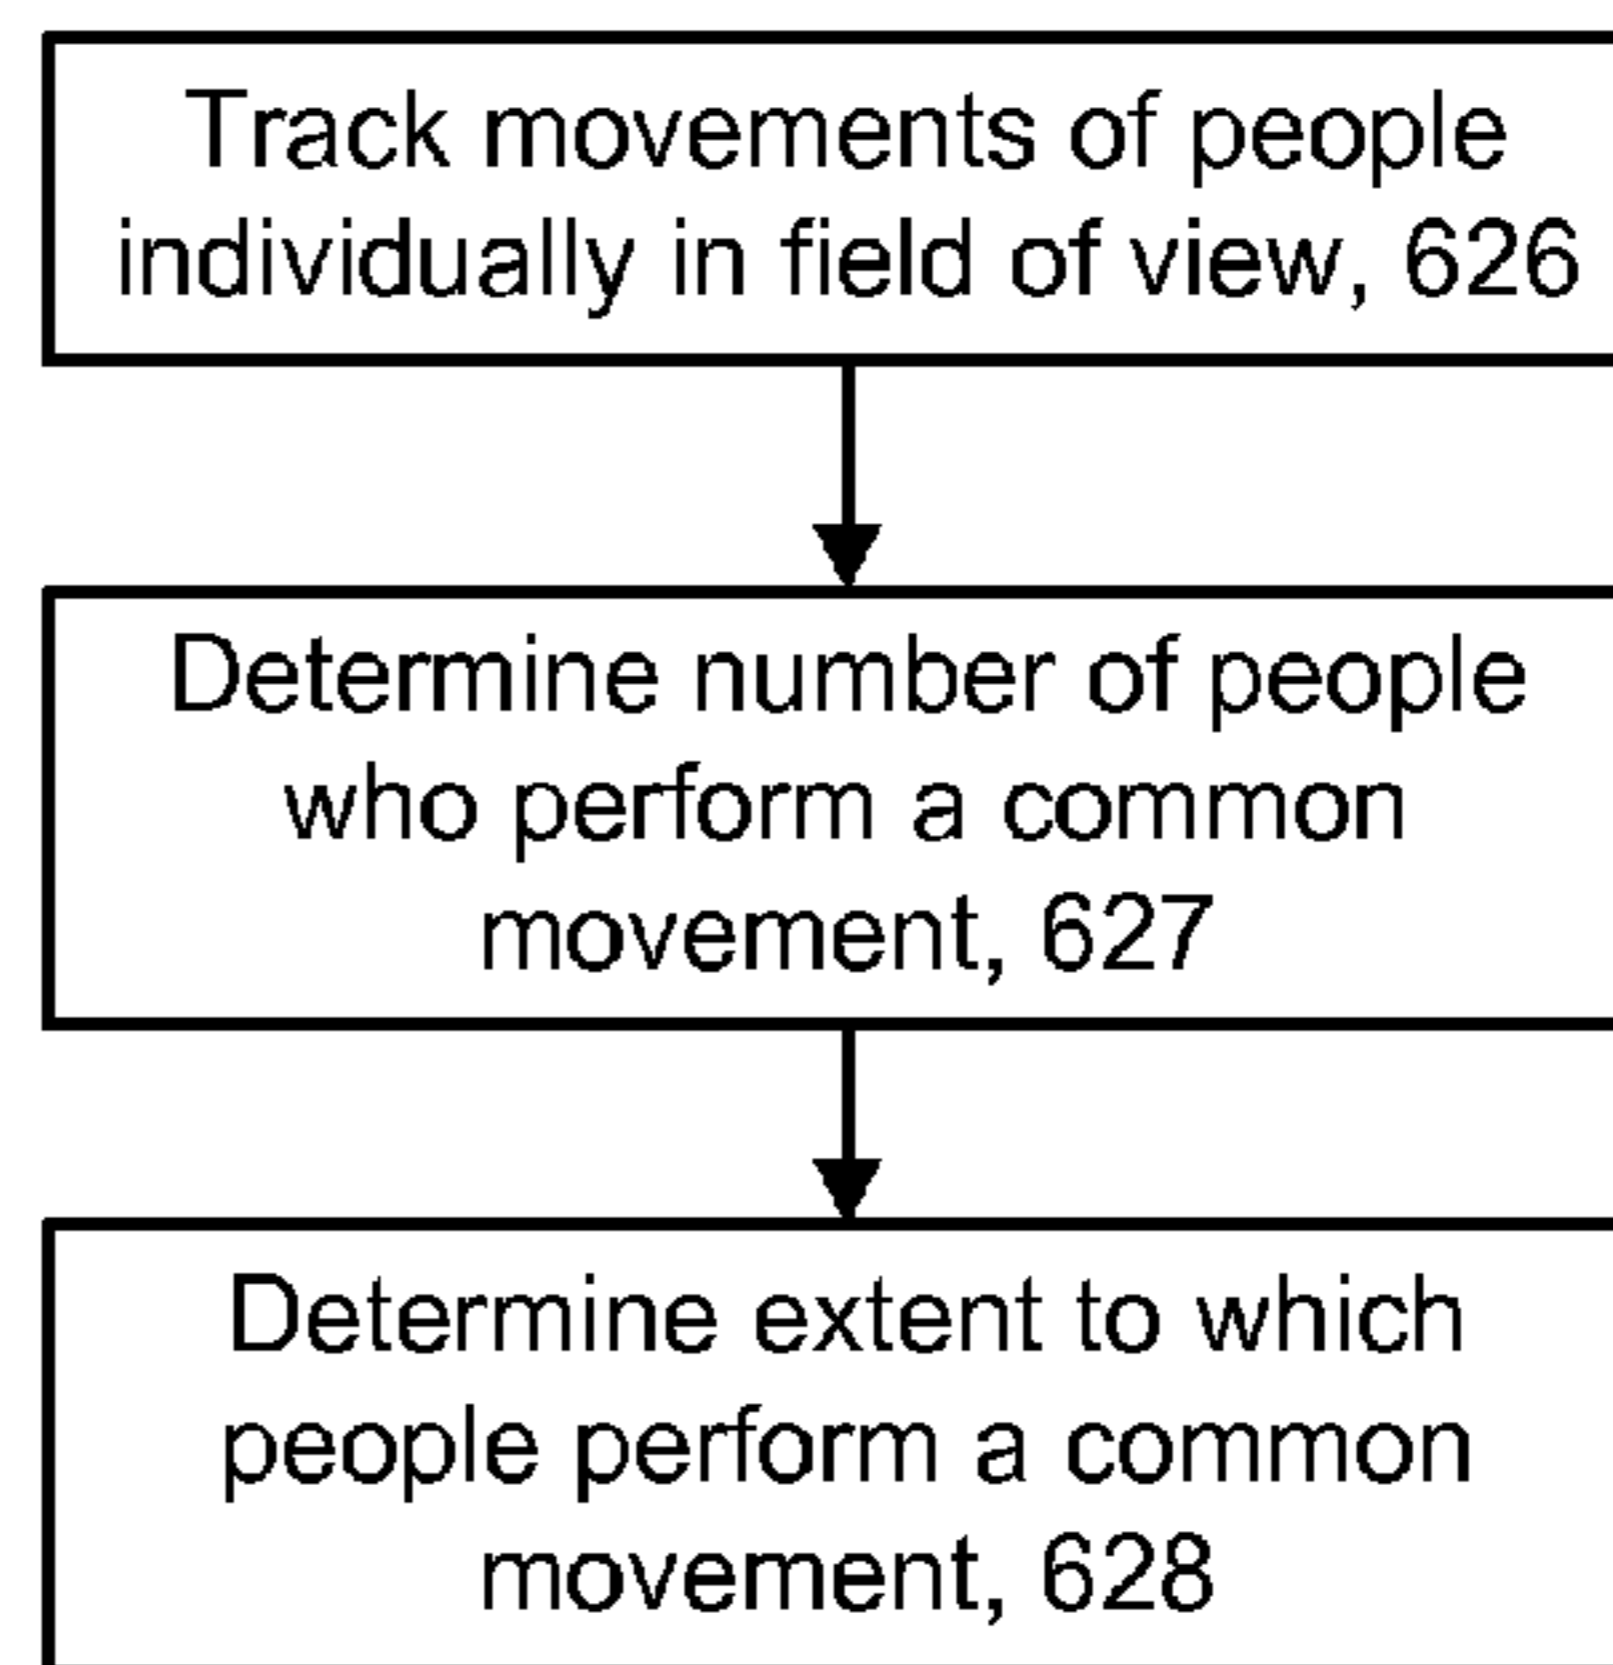 Track movements of people
individually in field of view, 626
Determine number of people
who perform a common
movement, 627
Determine extent to which
people perform a common
movement, 628